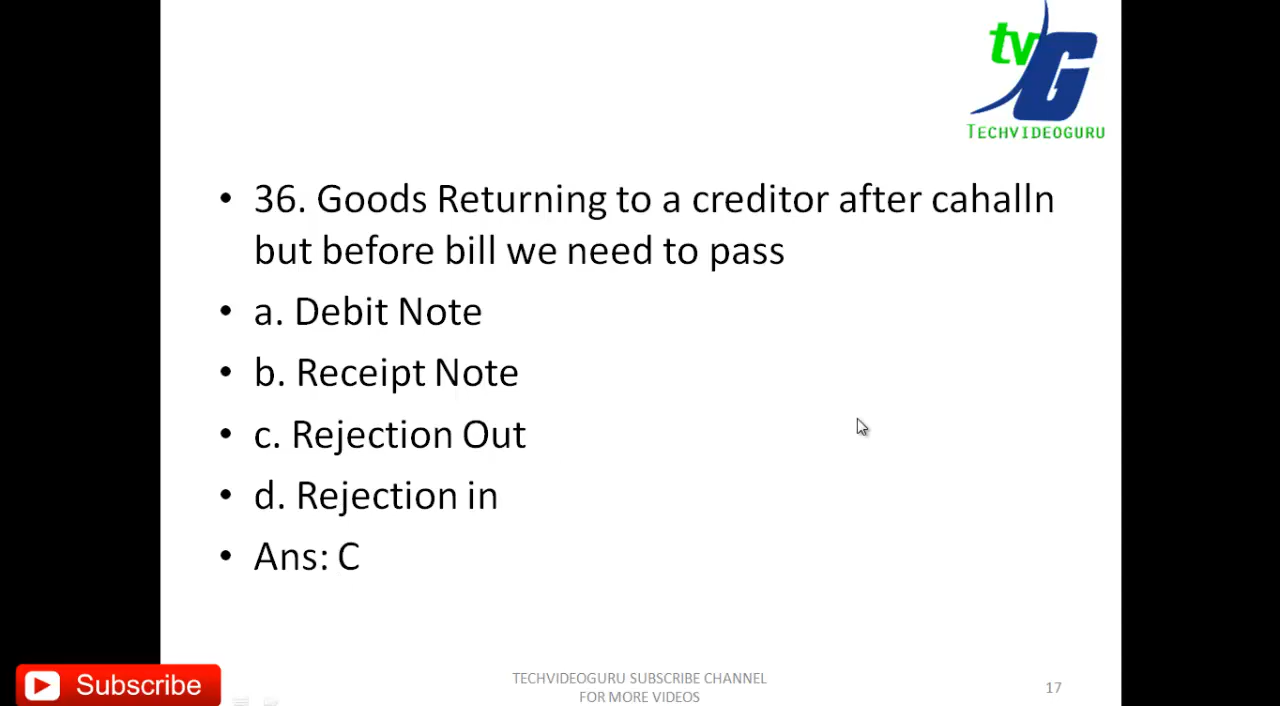 tvG
TECHVIDEOGURU
• 36. Goods Returning to a creditor after cahalln
but before bill we need to pass
• a. Debit Note
• b. Receipt Note
• c. Rejection Out
• d. Rejection in
• Ans: C
Subscribe
TECHVIDEOGURU SUBSCRIBE CHANNEL
FOR MORE VIDEOS
17